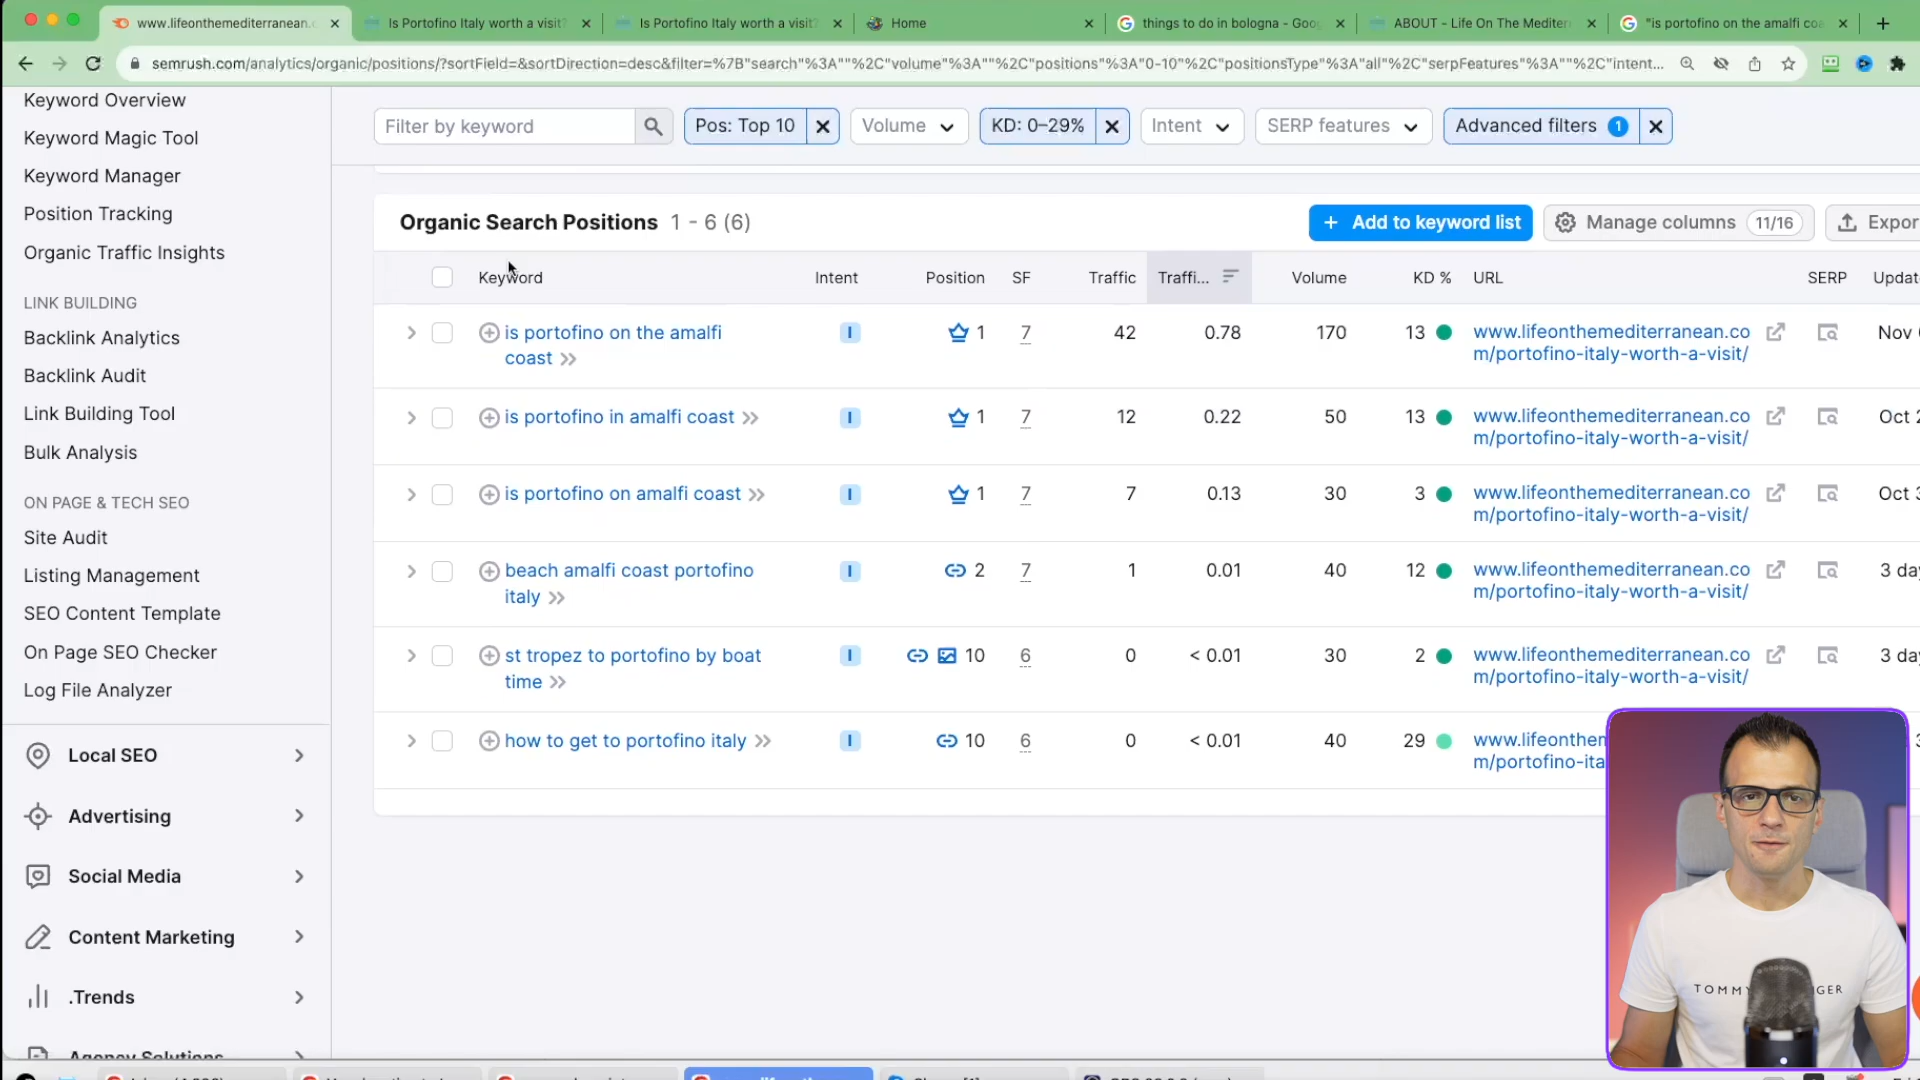 www.lifeonthemediterranean.
Is Portofino Italy worth a visit?
Is Portofino Italy worth a visit?
Home
things to do in bologna - Goo
ABOUT - Life On The Mediter
"is portofino on the amalfi coa
semrush.com/analytics/organic/positions/?sortField=&sortDirection=desc&filter=%7B"search"%3A""%2C"volume"%3A""%2C"positions"%3A"0-10"%2C"positionsType"%3A"all"%2C"serpFeatures"%3A""%2C"intent...
Keyword Overview
Keyword Magic Tool
Keyword Manager
Position Tracking
Organic Traffic Insights
LINK BUILDING
Backlink Analytics
Backlink Audit
Link Building Tool
Bulk Analysis
ON PAGE & TECH SEO
Site Audit
Listing Management
SEO Content Template
On Page SEO Checker
Log File Analyzer
Local SEO
Advertising
Social Media
Content Marketing
.Trends
Agency Solutions
Filter by keyword
Pos: Top 10
Volume
KD: 0–29%
Intent
SERP features
Advanced filters 1
Organic Search Positions 1 - 6 (6)
+ Add to keyword list
Manage columns 11/16
Expor
Keyword Intent Position SF Traffic Traffi... Volume KD % URL SERP Updat
is portofino on the amalfi I 1 7 42 0.78 170 13 www.lifeonthemediterranean.co Nov
coast m/portofino-italy-worth-a-visit/
is portofino in amalfi coast I 1 7 12 0.22 50 13 www.lifeonthemediterranean.co Oct 2
m/portofino-italy-worth-a-visit/
is portofino on amalfi coast I 1 7 7 0.13 30 3 www.lifeonthemediterranean.co Oct 3
m/portofino-italy-worth-a-visit/
beach amalfi coast portofino I 2 7 1 0.01 40 12 www.lifeonthemediterranean.co 3 day
italy m/portofino-italy-worth-a-visit/
st tropez to portofino by boat I 10 6 0 < 0.01 30 2 www.lifeonthemediterranean.co 3 day
time m/portofino-italy-worth-a-visit/
how to get to portofino italy I 10 6 0 < 0.01 40 29 www.lifeonthem
m/portofino-ita
TOMMY GER